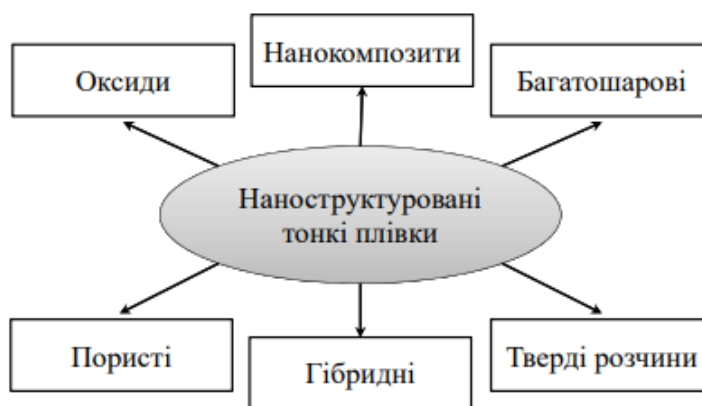 Нанокомпозити
Оксиди
Багатошарові
Наноструктуровані
тонкі плівки
Пористі
Гібридні
Тверді розчини